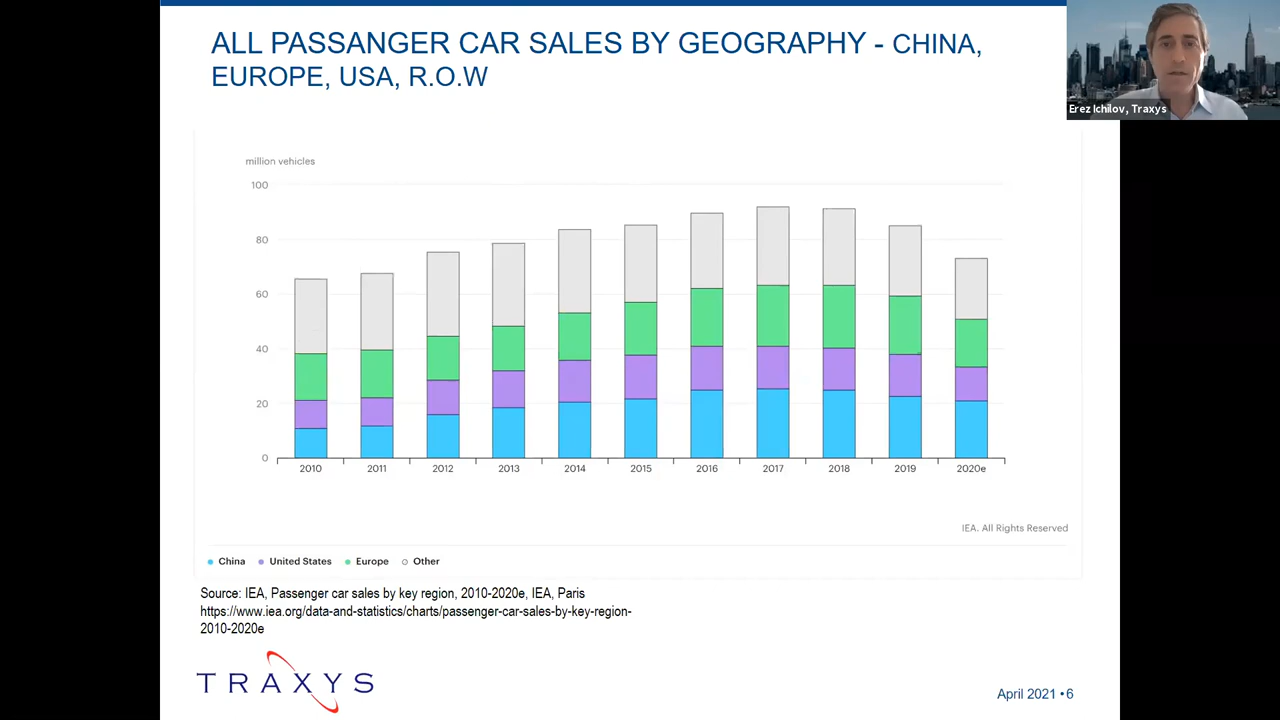 ALL PASSANGER CAR SALES BY GEOGRAPHY - CHINA,
EUROPE, USA, R.O.W
Erez Ichilov, Traxys
million vehicles
100
80
60
40
20
0
2010 2011 2012 2013 2014 2015 2016 2017 2018 2019 2020e
IEA. All Rights Reserved
China United States Europe Other
Source: IEA, Passenger car sales by key region, 2010-2020e, IEA, Paris
https://www.iea.org/data-and-statistics/charts/passenger-car-sales-by-key-region-
2010-2020e
TRAXYS
April 2021 • 6